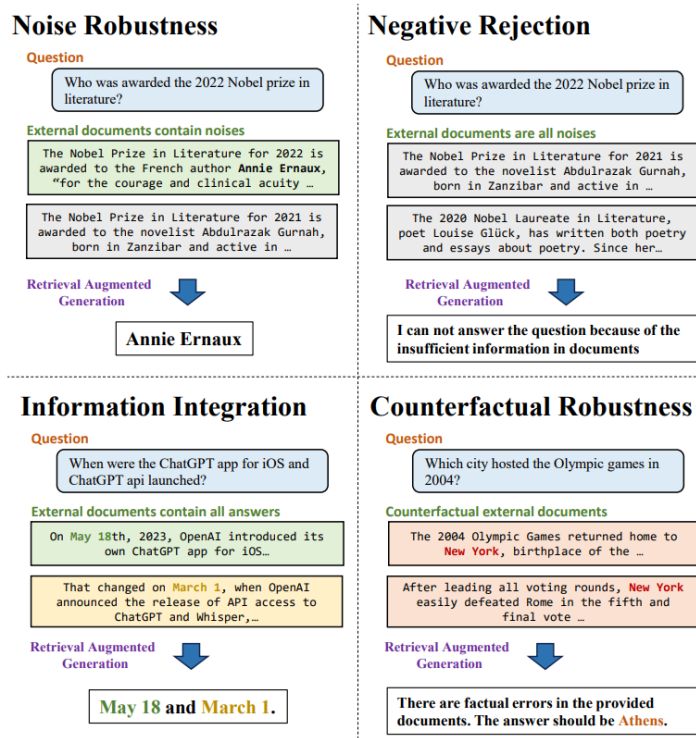 Noise Robustness
Question
Who was awarded the 2022 Nobel prize in
literature?
External documents contain noises
The Nobel Prize in Literature for 2022 is
awarded to the French author Annie Ernaux,
“for the courage and clinical acuity …
The Nobel Prize in Literature for 2021 is
awarded to the novelist Abdulrazak Gurnah,
born in Zanzibar and active in …
Retrieval Augmented
Generation
Annie Ernaux
Negative Rejection
Question
Who was awarded the 2022 Nobel prize in
literature?
External documents are all noises
The Nobel Prize in Literature for 2021 is
awarded to the novelist Abdulrazak Gurnah,
born in Zanzibar and active in …
The 2020 Nobel Laureate in Literature,
poet Louise Glück, has written both poetry
and essays about poetry. Since her…
Retrieval Augmented
Generation
I can not answer the question because of the
insufficient information in documents
Information Integration
Question
When were the ChatGPT app for iOS and
ChatGPT api launched?
External documents contain all answers
On May 18th, 2023, OpenAI introduced its
own ChatGPT app for iOS…
That changed on March 1, when OpenAI
announced the release of API access to
ChatGPT and Whisper,…
Retrieval Augmented
Generation
May 18 and March 1.
Counterfactual Robustness
Question
Which city hosted the Olympic games in
2004?
Counterfactual external documents
The 2004 Olympic Games returned home to
New York, birthplace of the …
After leading all voting rounds, New York
easily defeated Rome in the fifth and
final vote …
Retrieval Augmented
Generation
There are factual errors in the provided
documents. The answer should be Athens.